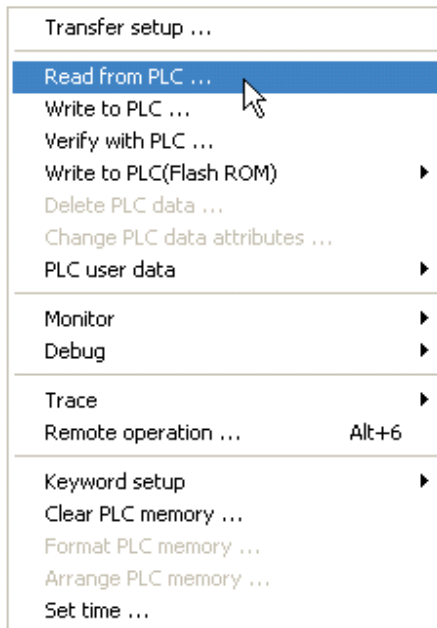 Transfer setup ...
Read from PLC ...
Write to PLC ...
Verify with PLC ...
Write to PLC(Flash ROM)
Delete PLC data ...
Change PLC data attributes ...
PLC user data
Monitor
Debug
Trace
Remote operation ... Alt+6
Keyword setup
Clear PLC memory ...
Format PLC memory ...
Arrange PLC memory ...
Set time ...